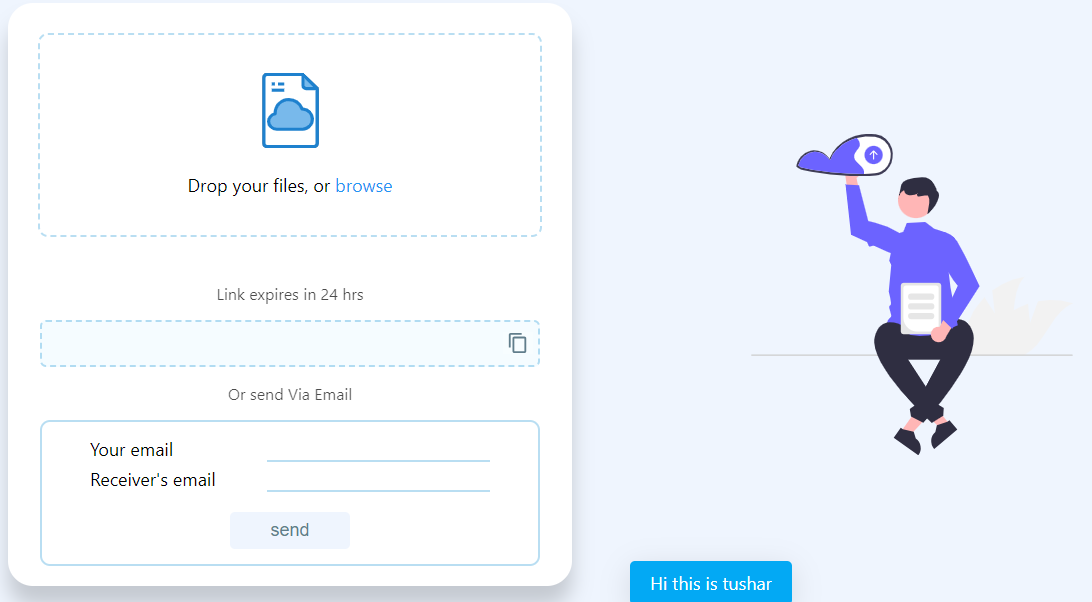 Drop your files, or browse
Link expires in 24 hrs
Or send Via Email
Your email
Receiver's email
send
Hi this is tushar